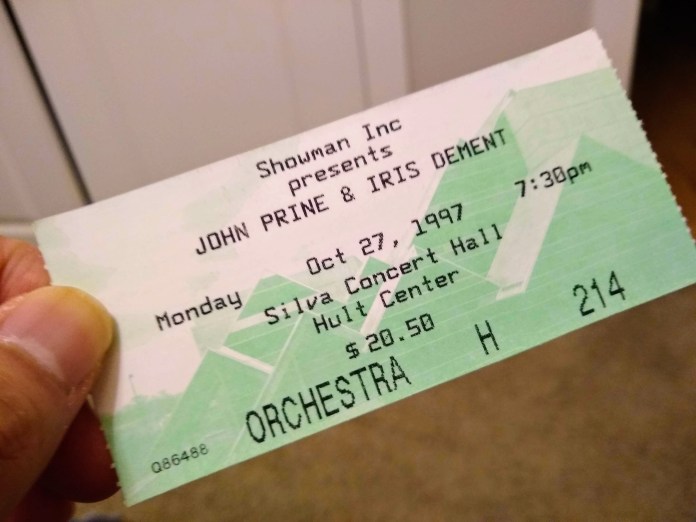 Showman Inc
presents
JOHN PRINE & IRIS DEMENT
Monday Oct 27, 1997 7:30pm
Silva Concert Hall
Hult Center
$20.50
ORCHESTRA H 214
Q86488